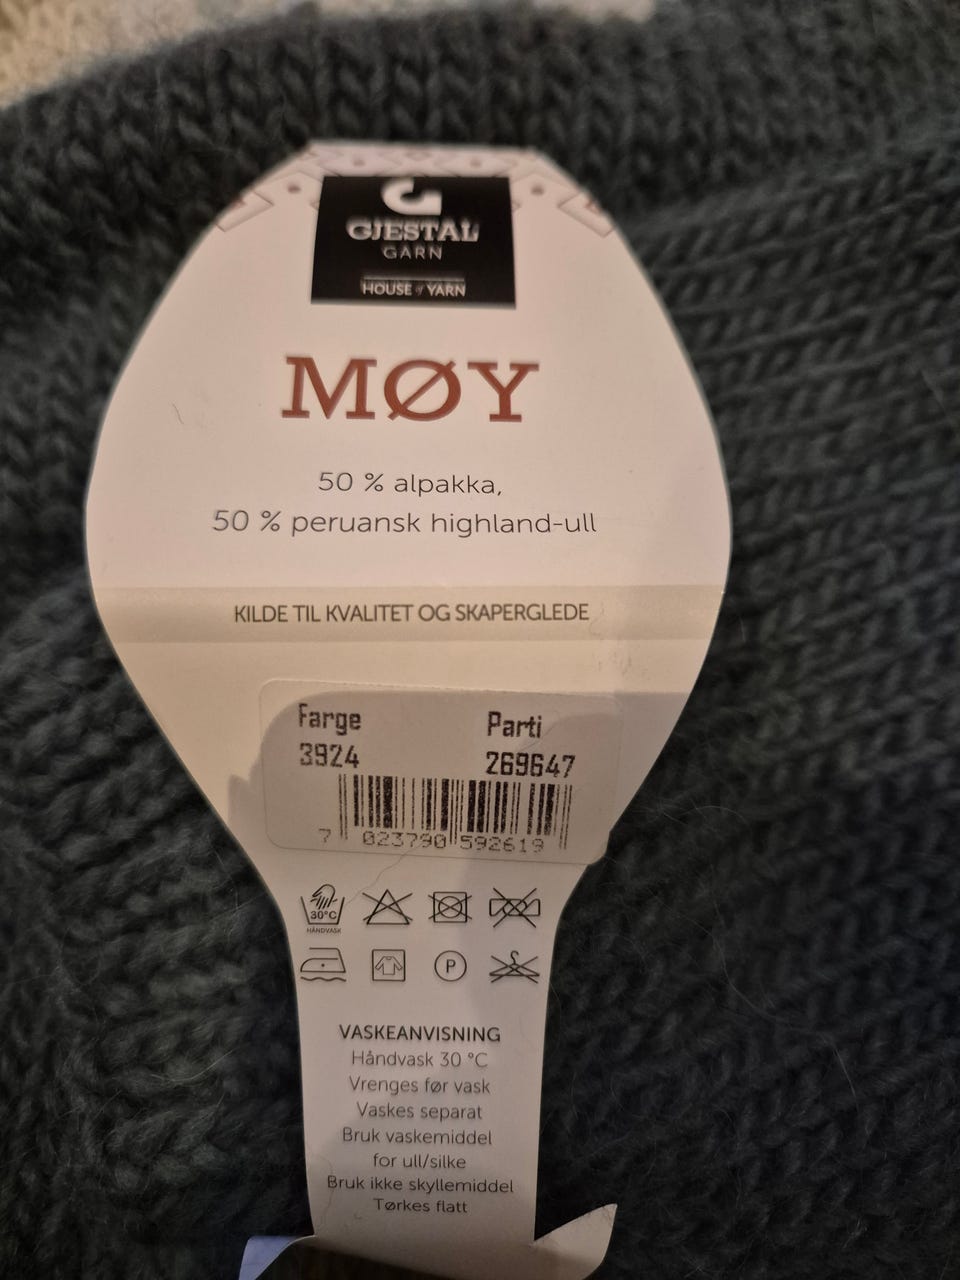 GJESTAL
GARN
HOUSE of YARN
MØY
50 % alpakka,
50 % peruansk highland-ull
KILDE TIL KVALITET OG SKAPERGLEDE
Farge Parti
3924 269647
7 023790 592619
30°C
HÅNDVASK
P
VASKEANVISNING
Håndvask 30 °C
Vrenges før vask
Vaskes separat
Bruk vaskemiddel
for ull/silke
Bruk ikke skyllemiddel
Tørkes flatt